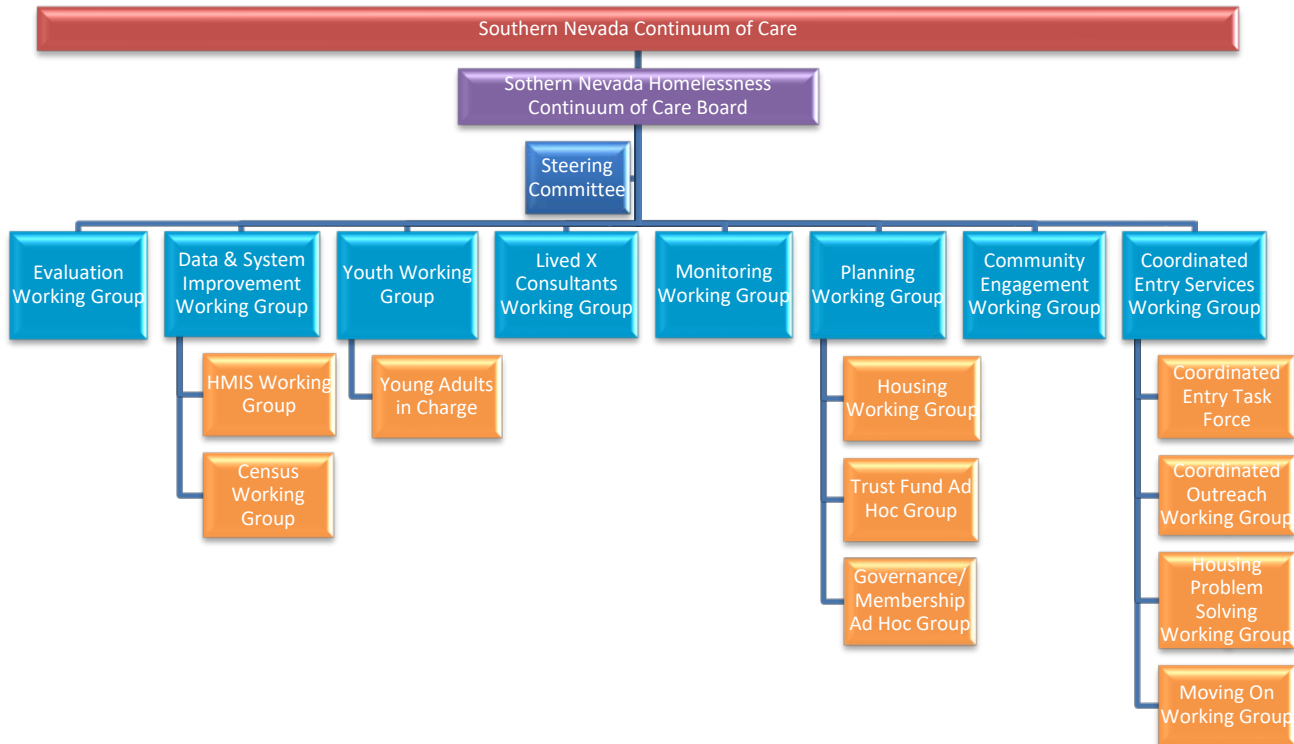 Southern Nevada Continuum of Care
Sothern Nevada Homelessness
Continuum of Care Board
Steering
Committee
Evaluation
Working Group
Data & System
Improvement
Working Group
Youth Working
Group
Lived X
Consultants
Working Group
Monitoring
Working Group
Planning
Working Group
Community
Engagement
Working Group
Coordinated
Entry Services
Working Group
HMIS Working
Group
Census
Working
Group
Young Adults
in Charge
Housing
Working Group
Trust Fund Ad
Hoc Group
Governance/
Membership
Ad Hoc Group
Coordinated
Entry Task
Force
Coordinated
Outreach
Working Group
Housing
Problem
Solving
Working Group
Moving On
Working Group